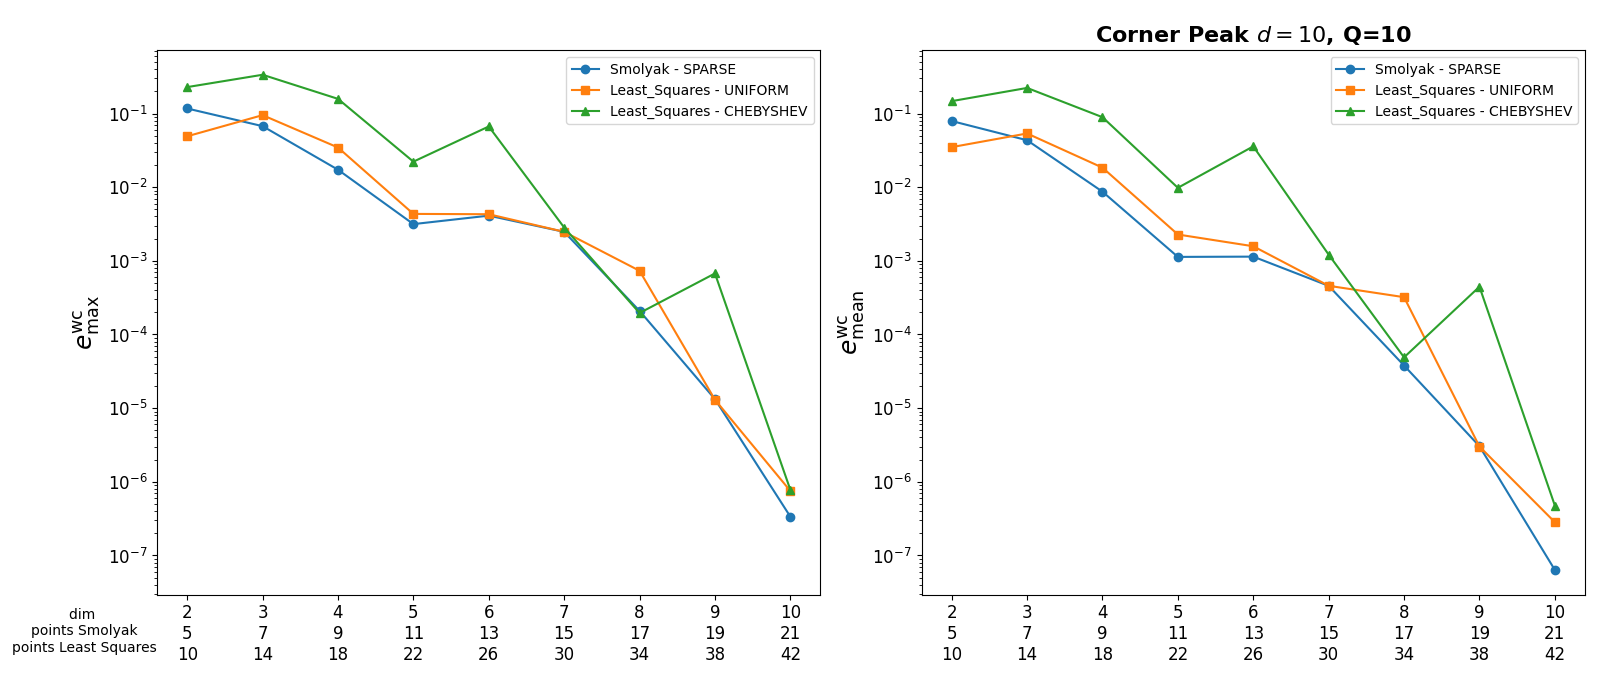 Corner Peak d = 10, Q=10
Smolyak - SPARSE
Least_Squares - UNIFORM
Least_Squares - CHEBYSHEV
10⁻¹
10⁻²
10⁻³
10⁻⁴
10⁻⁵
10⁻⁶
10⁻⁷
e^wc_max
dim 2 3 4 5 6 7 8 9 10
points Smolyak 5 7 9 11 13 15 17 19 21
points Least Squares 10 14 18 22 26 30 34 38 42
Smolyak - SPARSE
Least_Squares - UNIFORM
Least_Squares - CHEBYSHEV
10⁻¹
10⁻²
10⁻³
10⁻⁴
10⁻⁵
10⁻⁶
10⁻⁷
e^wc_mean
2 3 4 5 6 7 8 9 10
5 7 9 11 13 15 17 19 21
10 14 18 22 26 30 34 38 42